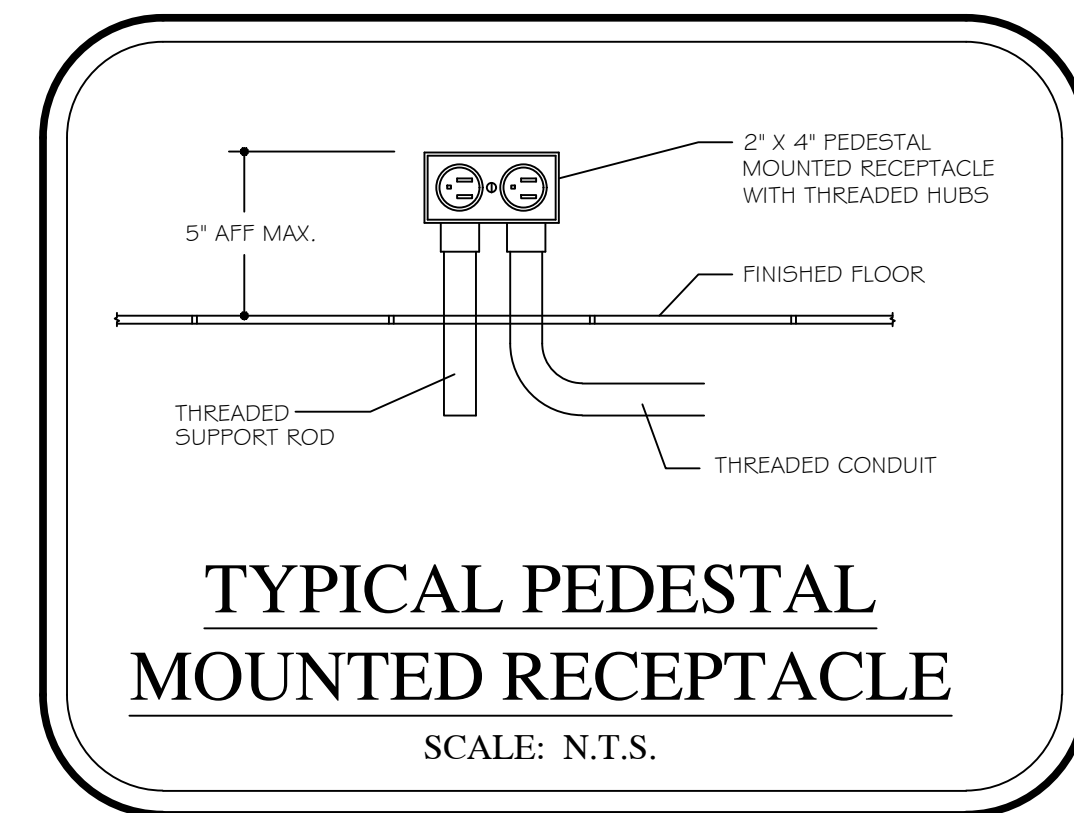 2" X 4" PEDESTAL
MOUNTED RECEPTACLE
WITH THREADED HUBS
5" AFF MAX.
FINISHED FLOOR
THREADED
SUPPORT ROD
THREADED CONDUIT
TYPICAL PEDESTAL
MOUNTED RECEPTACLE
SCALE: N.T.S.